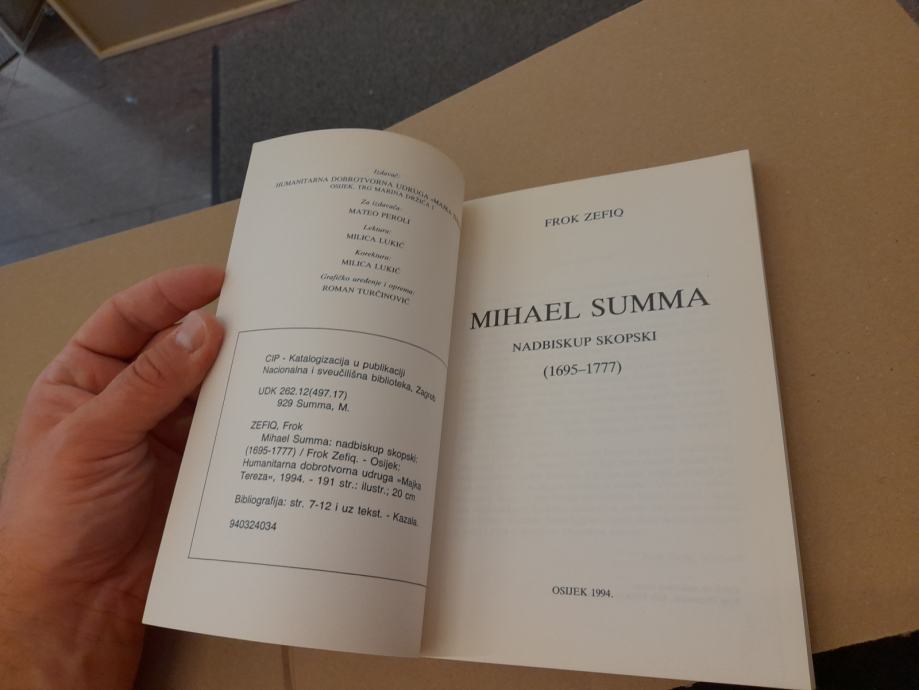 Izdavač:
HUMANITARNA DOBROTVORNA UDRUGA »MAJKA
OSIJEK, TRG MARINA DRŽIĆA 1
Za izdavača:
MATEO PEROLI
Lektura:
MILICA LUKIĆ
Korektura:
MILICA LUKIĆ
Grafičko uređenje i oprema:
ROMAN TURČINOVIĆ
CIP - Katalogizacija u publikaciji
Nacionalna i sveučilišna biblioteka, Zagreb
UDK 262.12(497.17)
929 Summa, M.
ZEFIQ, Frok
Mihael Summa: nadbiskup skopski:
(1695-1777) / Frok Zefiq. - Osijek:
Humanitarna dobrotvorna udruga »Majka
Tereza«, 1994. - 191 str.: ilustr.; 20 cm
Bibliografija: str. 7-12 i uz tekst. - Kazala.
940324034
FROK ZEFIQ
MIHAEL SUMMA
NADBISKUP SKOPSKI
(1695–1777)
OSIJEK 1994.